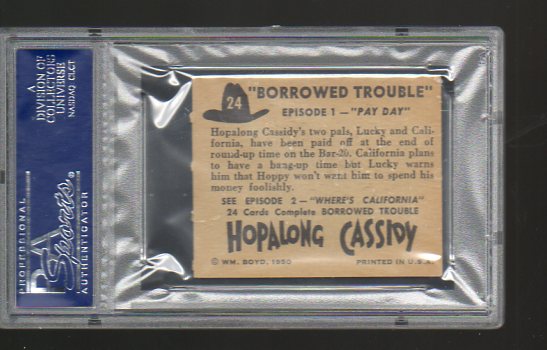 A
DIVISION OF
COLLECTORS
UNIVERSE
NASDAQ: CLCT
PSA
Sports.
PROFESSIONAL
AUTHENTICATOR
24
"BORROWED TROUBLE"
EPISODE 1 — "PAY DAY"
Hopalong Cassidy's two pals, Lucky and Cali-
fornia, have been paid off at the end of
round-up time on the Bar-20. California plans
to have a bang-up time but Lucky warns
him that Hoppy won't want him to spend his
money foolishly.
SEE EPISODE 2 — "WHERE'S CALIFORNIA"
24 Cards Complete BORROWED TROUBLE
HOPALONG CASSIDY
© WM. BOYD, 1950
PRINTED IN U.S.A.